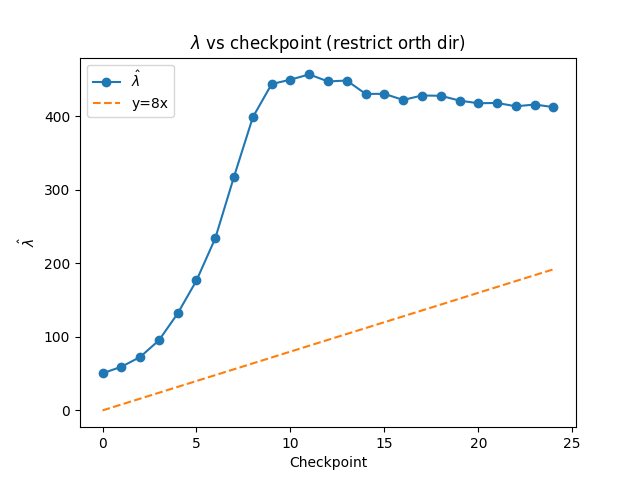 λ vs checkpoint (restrict orth dir)
λ̂
y=8x
λ̂
400
300
200
100
0
0 5 10 15 20 25
Checkpoint